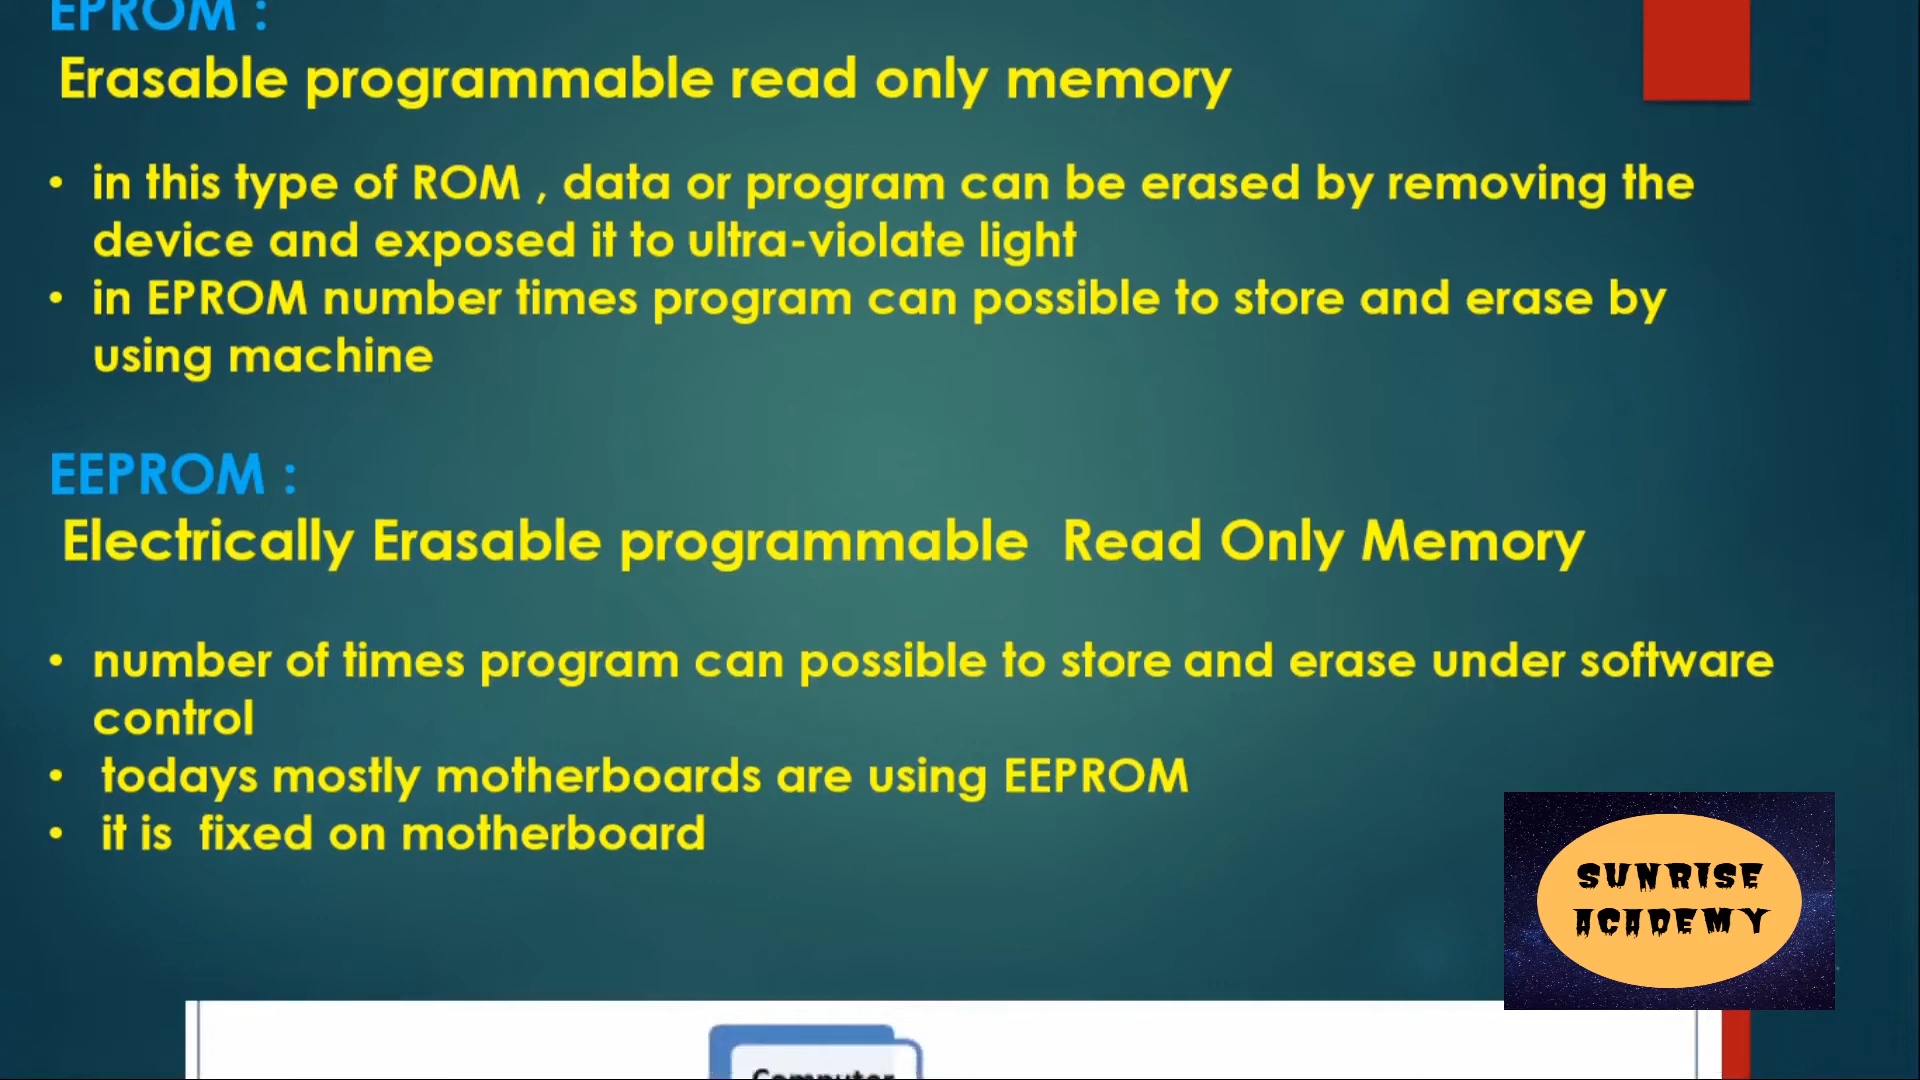 EPROM :
Erasable programmable read only memory
• in this type of ROM , data or program can be erased by removing the
device and exposed it to ultra-violate light
• in EPROM number times program can possible to store and erase by
using machine
EEPROM :
Electrically Erasable programmable  Read Only Memory
• number of times program can possible to store and erase under software
control
• todays mostly motherboards are using EEPROM
• it is  fixed on motherboard
SUNRISE
ACADEMY
Computer